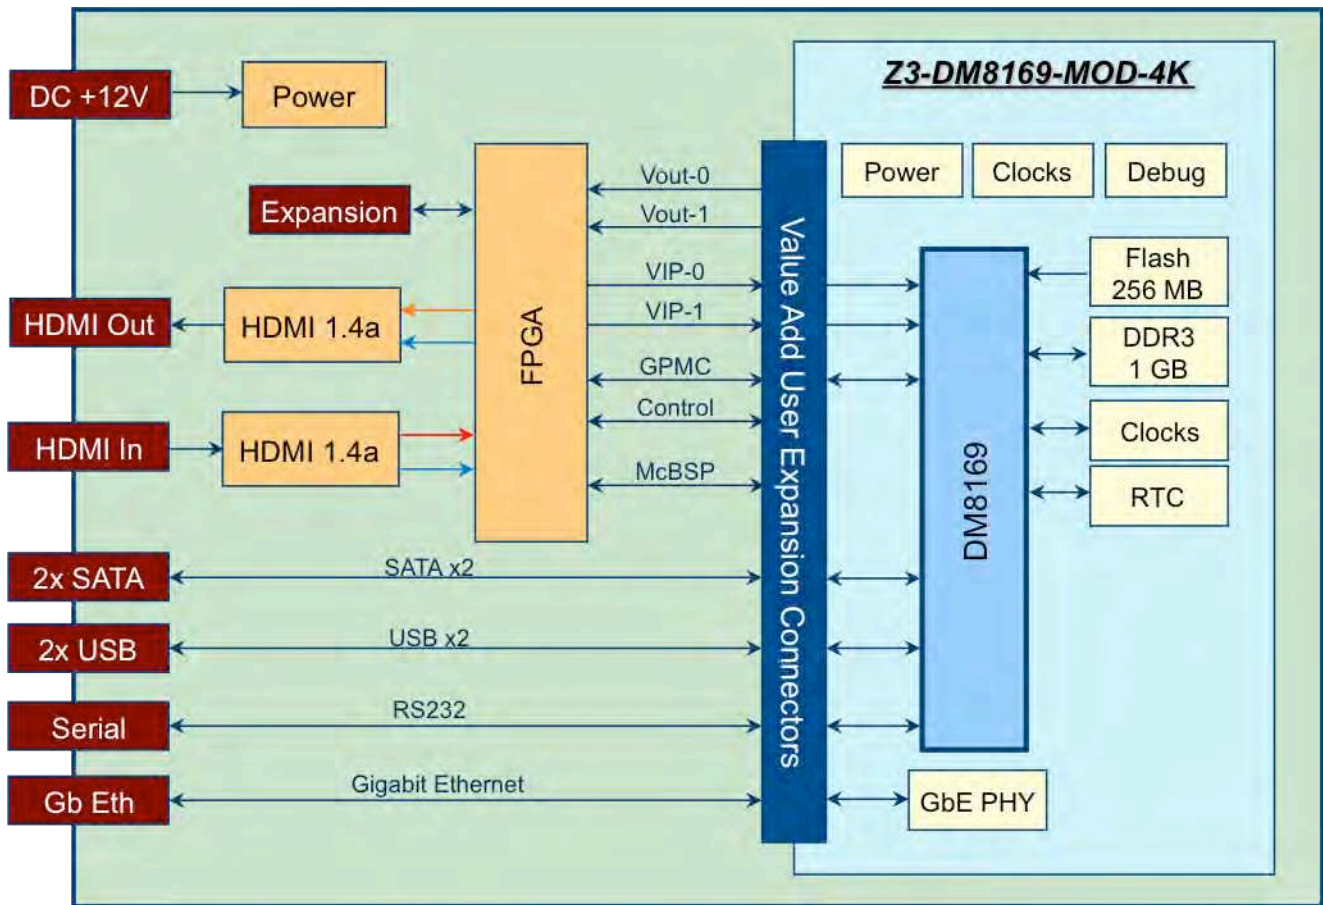 Z3-DM8169-MOD-4K
DC +12V
Power
Expansion
HDMI Out
HDMI 1.4a
HDMI In
HDMI 1.4a
FPGA
Vout-0
Vout-1
VIP-0
VIP-1
GPMC
Control
McBSP
2x SATA
SATA x2
2x USB
USB x2
Serial
RS232
Gb Eth
Gigabit Ethernet
Value Add User Expansion Connectors
Power
Clocks
Debug
DM8169
Flash
256 MB
DDR3
1 GB
Clocks
RTC
GbE PHY